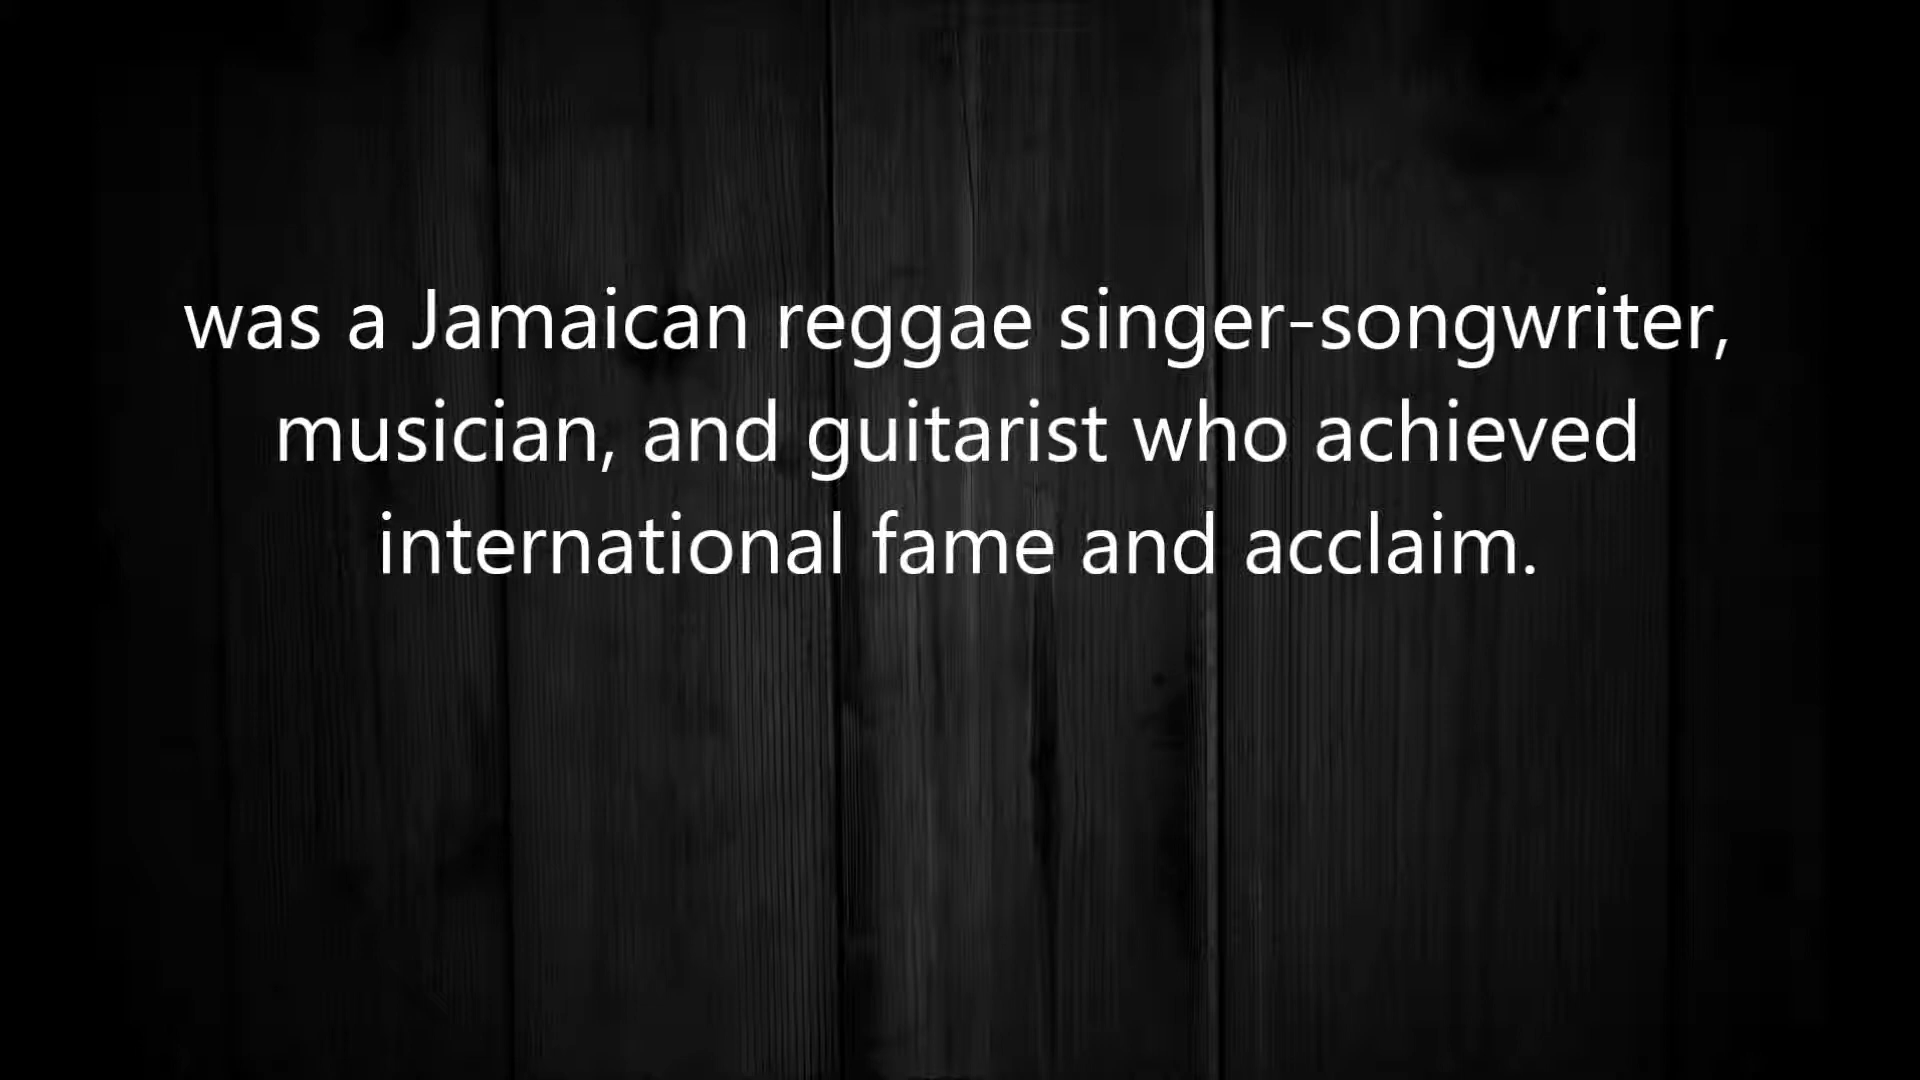 was a Jamaican reggae singer-songwriter,
musician, and guitarist who achieved
international fame and acclaim.